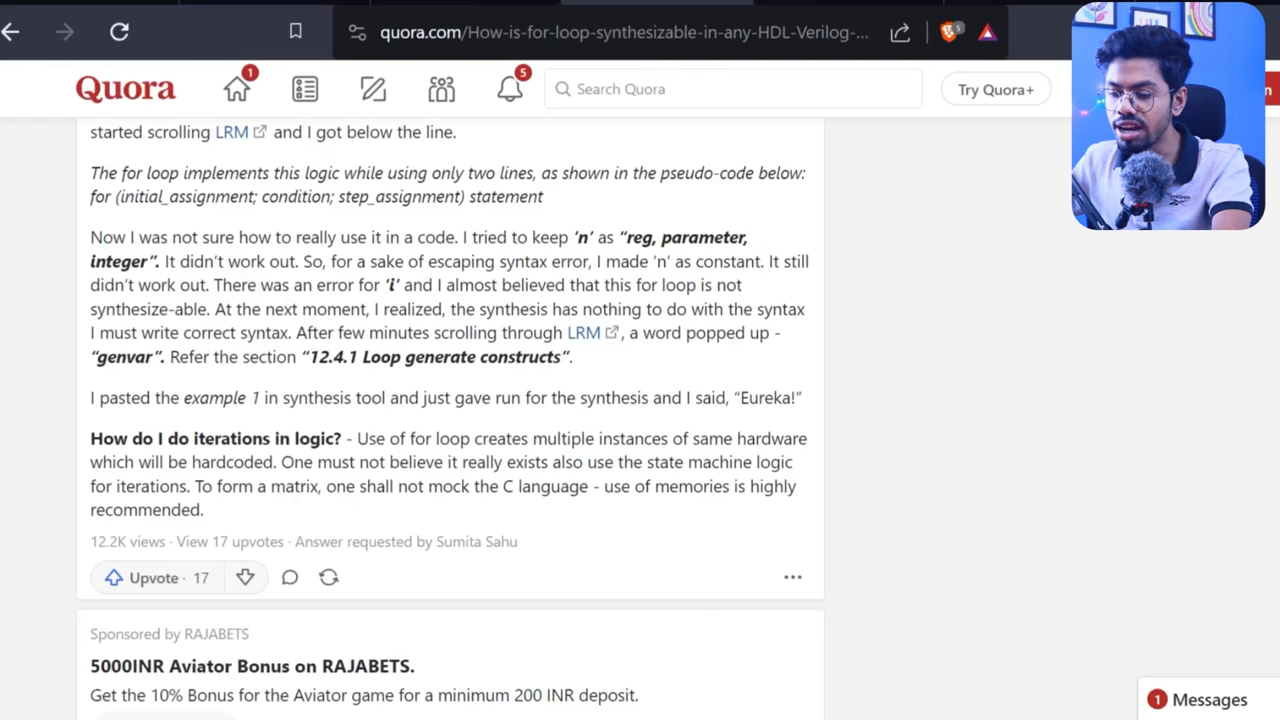 quora.com/How-is-for-loop-synthesizable-in-any-HDL-Verilog-...
5
Quora
1
5
Search Quora
Try Quora+
started scrolling LRM and I got below the line.
The for loop implements this logic while using only two lines, as shown in the pseudo-code below:
for (initial_assignment; condition; step_assignment) statement
Now I was not sure how to really use it in a code. I tried to keep 'n' as "reg, parameter,
integer". It didn't work out. So, for a sake of escaping syntax error, I made 'n' as constant. It still
didn't work out. There was an error for 'i' and I almost believed that this for loop is not
synthesize-able. At the next moment, I realized, the synthesis has nothing to do with the syntax
I must write correct syntax. After few minutes scrolling through LRM, a word popped up -
"genvar". Refer the section "12.4.1 Loop generate constructs".
I pasted the example 1 in synthesis tool and just gave run for the synthesis and I said, "Eureka!"
How do I do iterations in logic? - Use of for loop creates multiple instances of same hardware
which will be hardcoded. One must not believe it really exists also use the state machine logic
for iterations. To form a matrix, one shall not mock the C language - use of memories is highly
recommended.
12.2K views · View 17 upvotes · Answer requested by Sumita Sahu
Upvote · 17
Sponsored by RAJABETS
5000INR Aviator Bonus on RAJABETS.
Get the 10% Bonus for the Aviator game for a minimum 200 INR deposit.
1 Messages